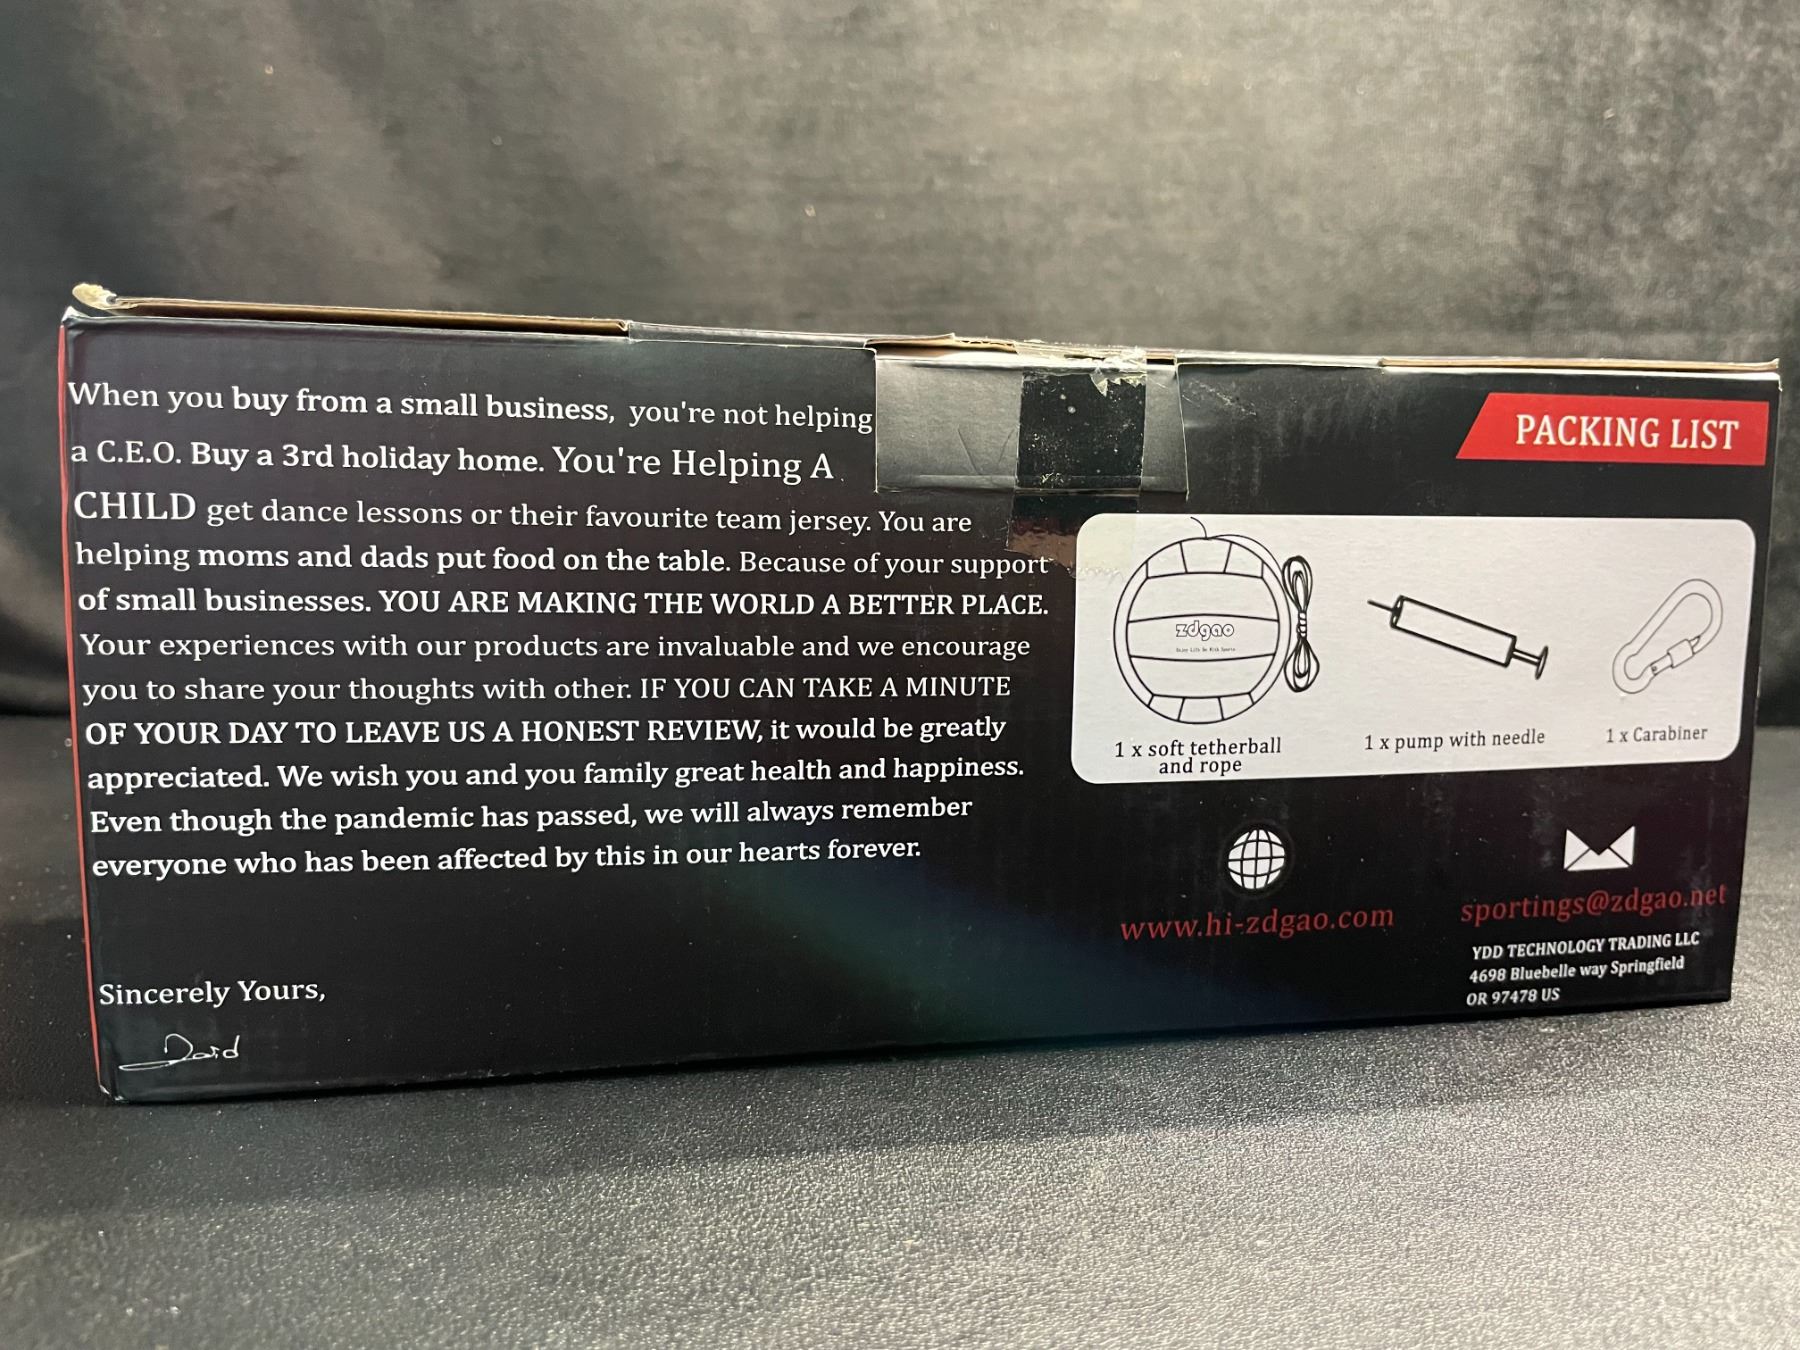 When you buy from a small business, you're not helping
a C.E.O. Buy a 3rd holiday home. You're Helping A
CHILD get dance lessons or their favourite team jersey. You are
helping moms and dads put food on the table. Because of your support
of small businesses. YOU ARE MAKING THE WORLD A BETTER PLACE.
Your experiences with our products are invaluable and we encourage
you to share your thoughts with other. IF YOU CAN TAKE A MINUTE
OF YOUR DAY TO LEAVE US A HONEST REVIEW, it would be greatly
appreciated. We wish you and you family great health and happiness.
Even though the pandemic has passed, we will always remember
everyone who has been affected by this in our hearts forever.
Sincerely Yours,
PACKING LIST
zdgao
1 x soft tetherball
and rope
1 x pump with needle
1 x Carabiner
www.hi-zdgao.com
sportings@zdgao.net
YDD TECHNOLOGY TRADING LLC
4698 Bluebelle way Springfield
OR 97478 US